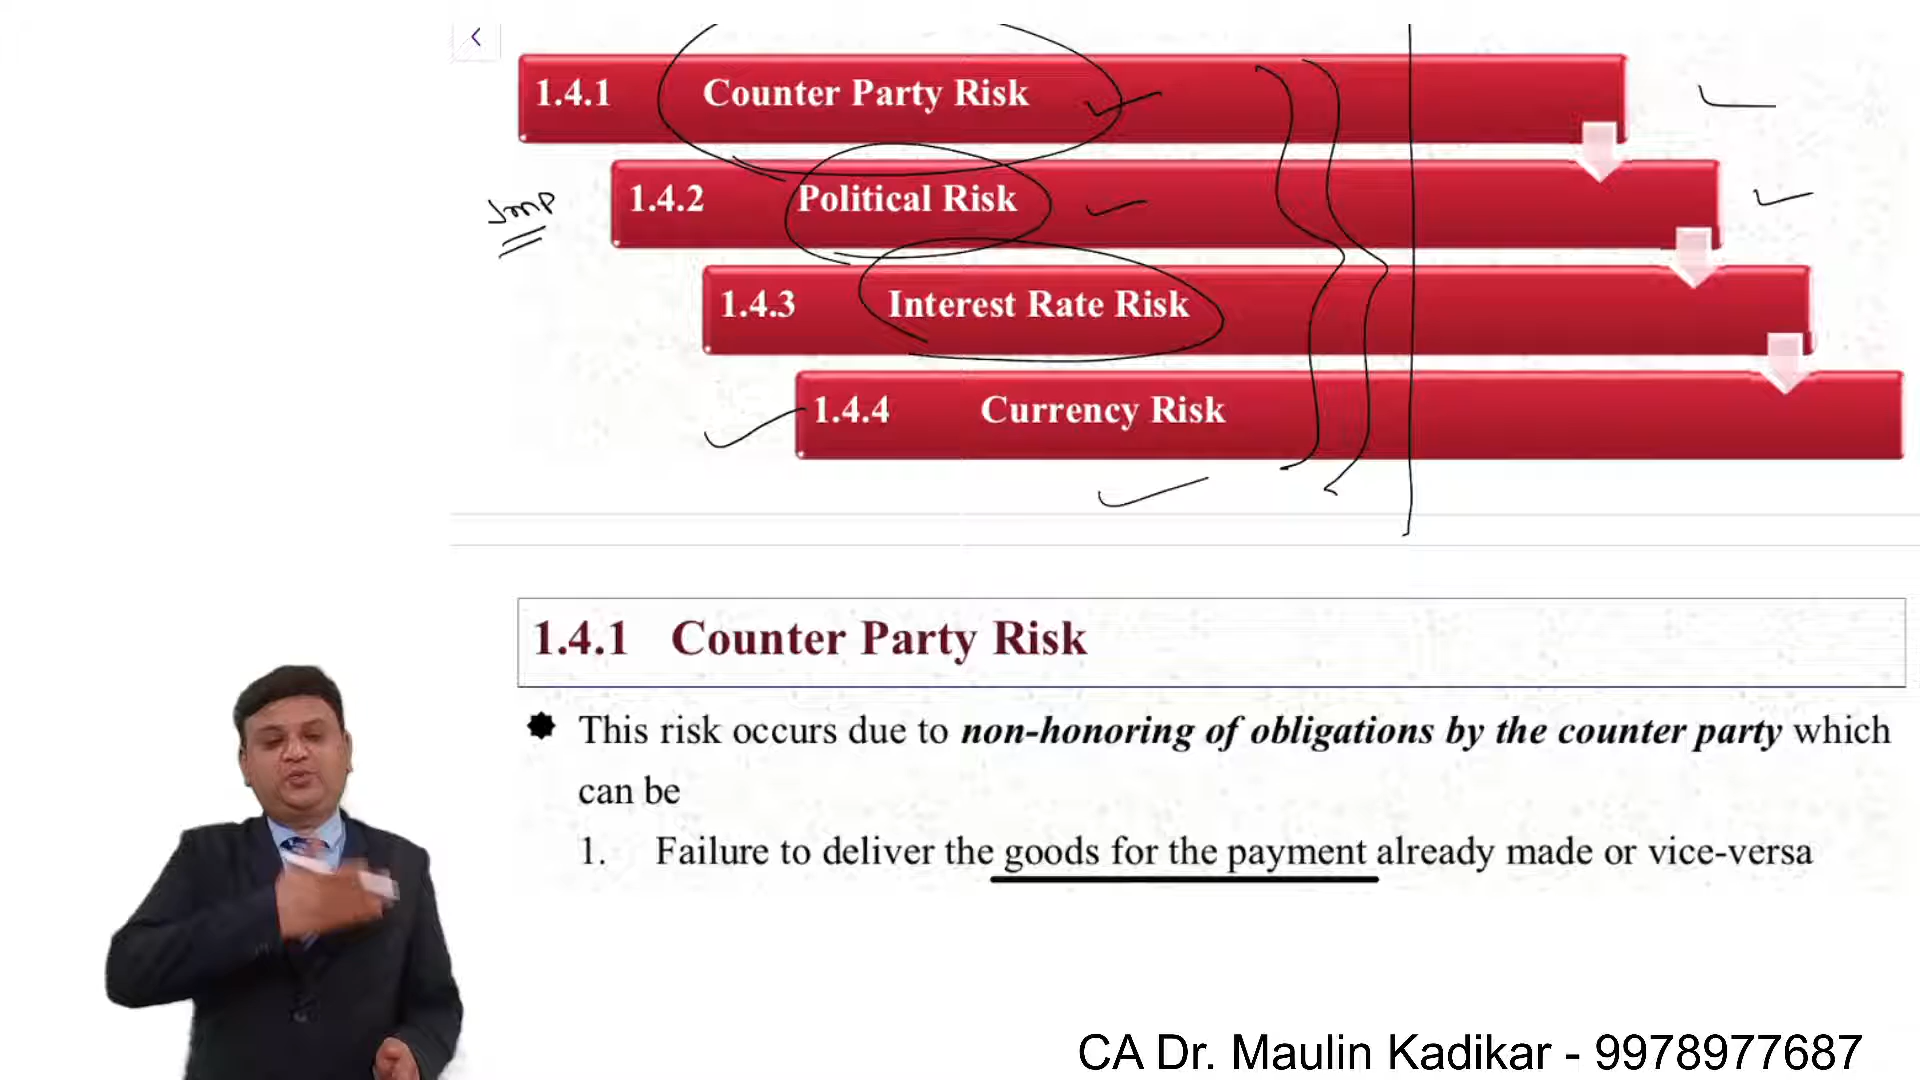 1.4.1 Counter Party Risk
Imp
1.4.2 Political Risk
1.4.3 Interest Rate Risk
1.4.4 Currency Risk
1.4.1 Counter Party Risk
This risk occurs due to non-honoring of obligations by the counter party which
can be
1. Failure to deliver the goods for the payment already made or vice-versa
CA Dr. Maulin Kadikar - 9978977687